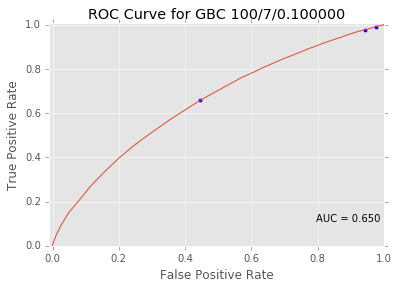 ROC Curve for GBC 100/7/0.100000
1.0
0.8
0.6
0.4
0.2
0.0
True Positive Rate
AUC = 0.650
0.0 0.2 0.4 0.6 0.8 1.0
False Positive Rate